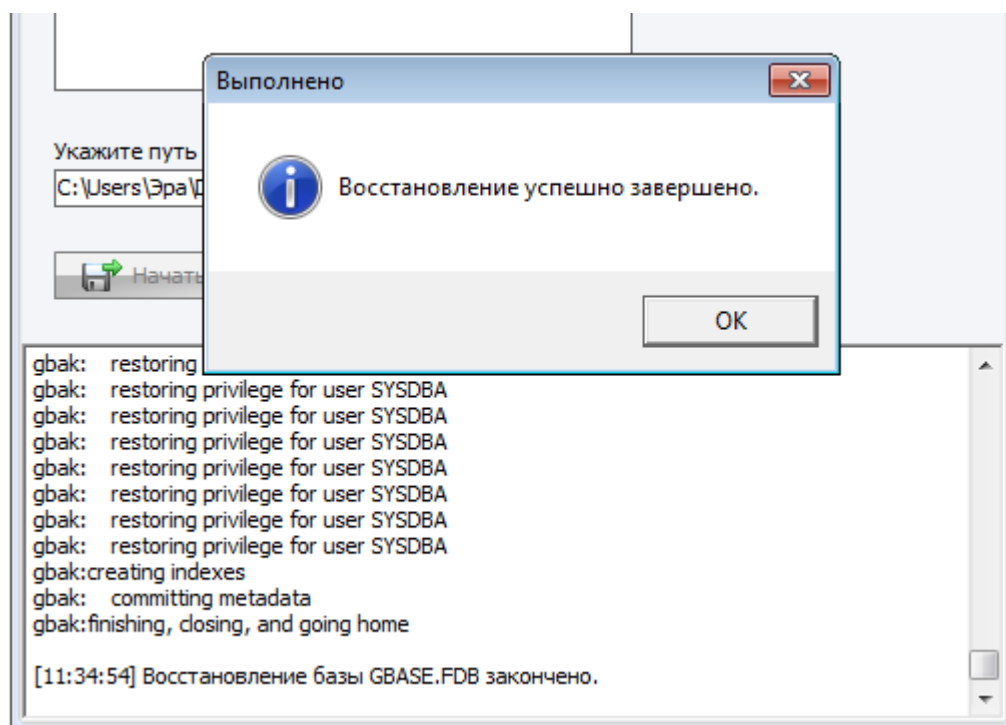 Выполнено
Укажите путь
C:\Users\Эра\
Восстановление успешно завершено.
Начать
OK
gbak: restoring
gbak: restoring privilege for user SYSDBA
gbak: restoring privilege for user SYSDBA
gbak: restoring privilege for user SYSDBA
gbak: restoring privilege for user SYSDBA
gbak: restoring privilege for user SYSDBA
gbak: restoring privilege for user SYSDBA
gbak: restoring privilege for user SYSDBA
gbak:creating indexes
gbak: committing metadata
gbak:finishing, closing, and going home
[11:34:54] Восстановление базы GBASE.FDB закончено.